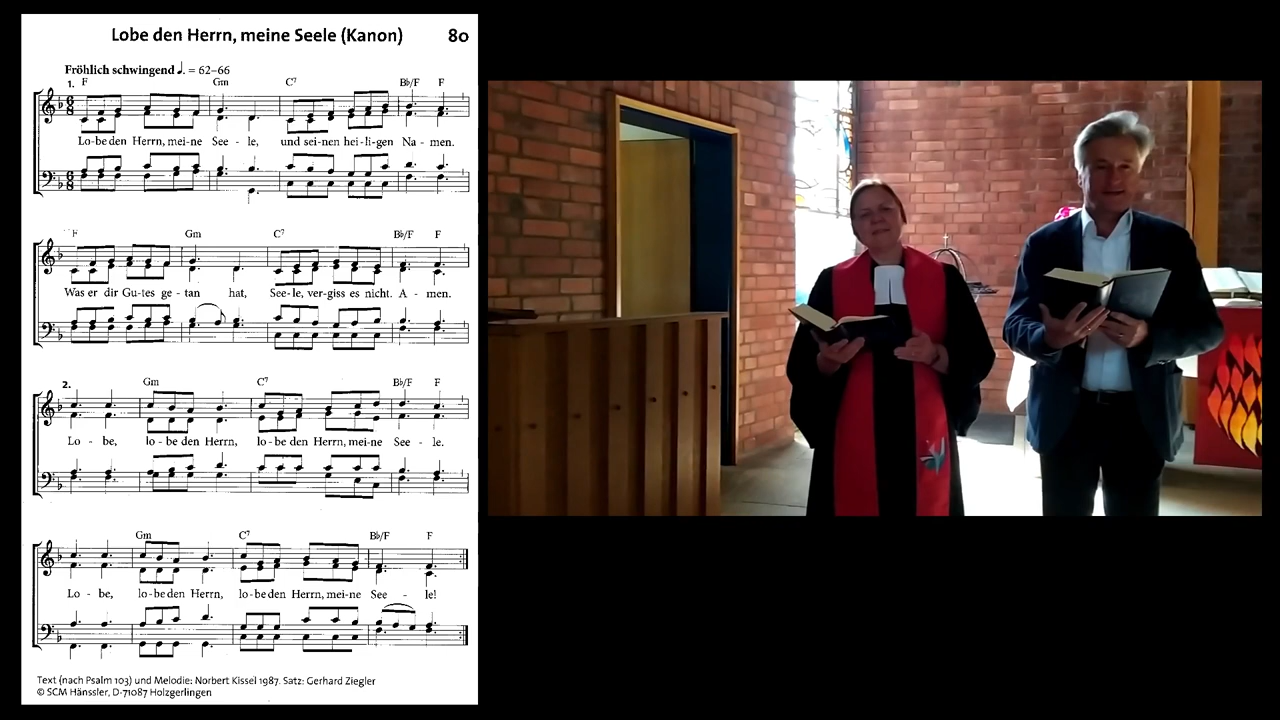 Lobe den Herrn, meine Seele (Kanon) 80
Fröhlich schwingend ♩. = 62–66
1. F Gm C7 B♭/F F
Lo-be den Herrn, mei-ne See - le, und sei-nen hei-li-gen Na - men.
F Gm C7 B♭/F F
Was er dir Gu-tes ge - tan hat, See-le, ver-giss es nicht. A - men.
2. Gm C7 B♭/F F
Lo - be, lo-be den Herrn, lo-be den Herrn, mei-ne See - le.
Gm C7 B♭/F F
Lo - be, lo-be den Herrn, lo-be den Herrn, mei-ne See - le!
Text (nach Psalm 103) und Melodie: Norbert Kissel 1987. Satz: Gerhard Ziegler
© SCM Hänssler, D-71087 Holzgerlingen